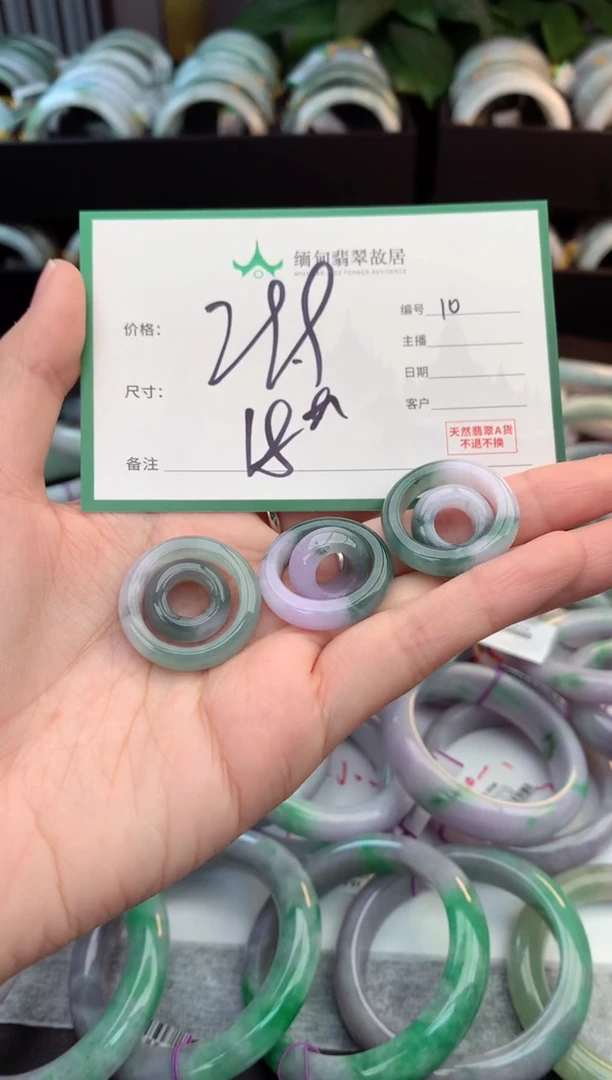 缅甸翡翠故居
价格：
288
编号 10
主播
日期
尺寸：
客户
18
天然翡翠A货
不退不换
备注